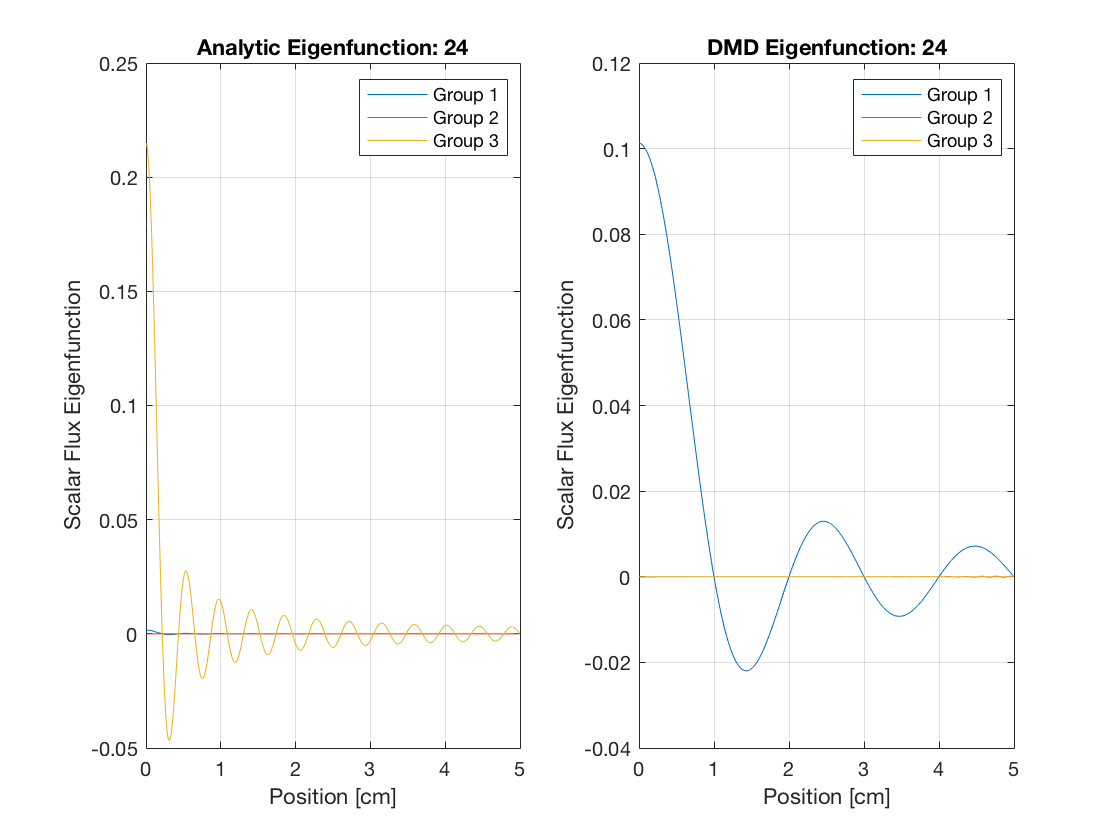 Analytic Eigenfunction: 24
0.25
0.2
0.15
0.1
0.05
0
-0.05
Scalar Flux Eigenfunction
0 1 2 3 4 5
Position [cm]
Group 1
Group 2
Group 3
DMD Eigenfunction: 24
0.12
0.1
0.08
0.06
0.04
0.02
0
-0.02
-0.04
Scalar Flux Eigenfunction
0 1 2 3 4 5
Position [cm]
Group 1
Group 2
Group 3